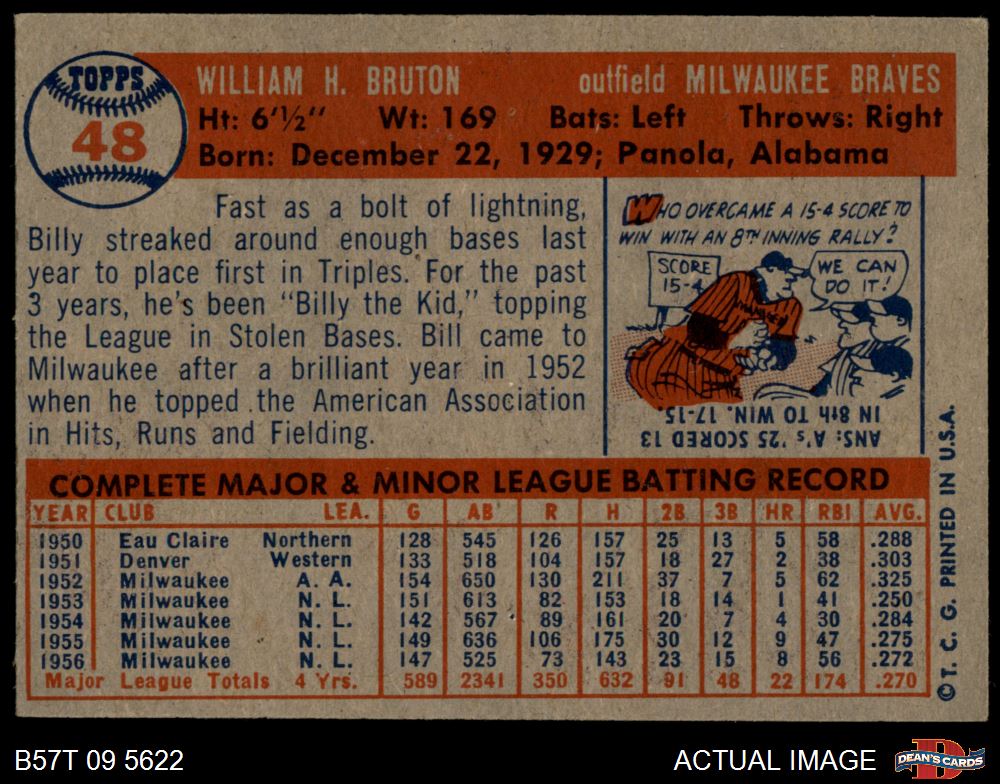 TOPPS
48
WILLIAM H. BRUTON outfield MILWAUKEE BRAVES
Ht: 6'½" Wt: 169 Bats: Left Throws: Right
Born: December 22, 1929; Panola, Alabama
Fast as a bolt of lightning,
Billy streaked around enough bases last
year to place first in Triples. For the past
3 years, he's been "Billy the Kid," topping
the League in Stolen Bases. Bill came to
Milwaukee after a brilliant year in 1952
when he topped the American Association
in Hits, Runs and Fielding.
WHO OVERCAME A 15-4 SCORE TO
WIN WITH AN 8TH INNING RALLY?
SCORE
15-4
WE CAN
DO IT!
ANS: A's '25 SCORED 13
IN 8th TO WIN. 17-15.
COMPLETE MAJOR & MINOR LEAGUE BATTING RECORD
YEAR CLUB LEA. G AB R H 2B 3B HR RBI AVG.
1950 Eau Claire Northern 128 545 126 157 25 13 5 58 .288
1951 Denver Western 133 518 104 157 18 27 2 38 .303
1952 Milwaukee A. A. 154 650 130 211 37 7 5 62 .325
1953 Milwaukee N. L. 151 613 82 153 18 14 1 41 .250
1954 Milwaukee N. L. 142 567 89 161 20 7 4 30 .284
1955 Milwaukee N. L. 149 636 106 175 30 12 9 47 .275
1956 Milwaukee N. L. 147 525 73 143 23 15 8 56 .272
Major League Totals 4 Yrs. 589 2341 350 632 91 48 22 174 .270
© T. C. G. PRINTED IN U.S.A.
B57T 09 5622 ACTUAL IMAGE
D
DEAN'S CARDS